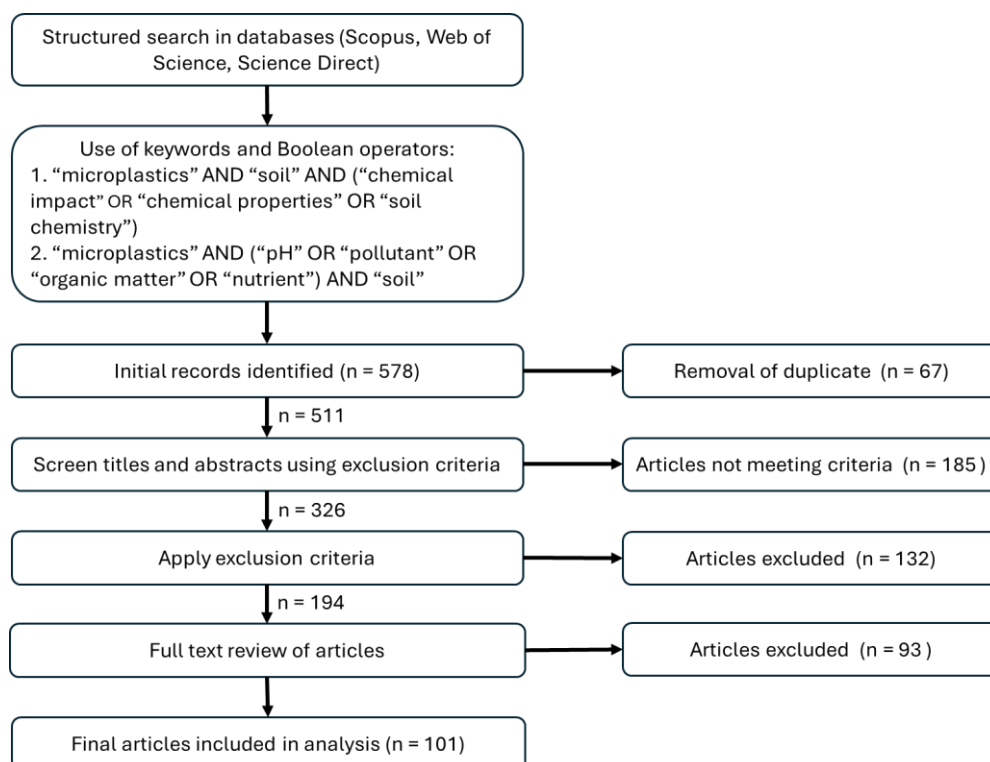 Structured search in databases (Scopus, Web of
Science, Science Direct)
Use of keywords and Boolean operators:
1. “microplastics” AND “soil” AND (“chemical
impact” OR “chemical properties” OR “soil
chemistry”)
2. “microplastics” AND (“pH” OR “pollutant” OR
“organic matter” OR “nutrient”) AND “soil”
Initial records identified (n = 578)
Removal of duplicate (n = 67)
n = 511
Screen titles and abstracts using exclusion criteria
Articles not meeting criteria (n = 185)
n = 326
Apply exclusion criteria
Articles excluded (n = 132)
n = 194
Full text review of articles
Articles excluded (n = 93 )
Final articles included in analysis (n = 101)